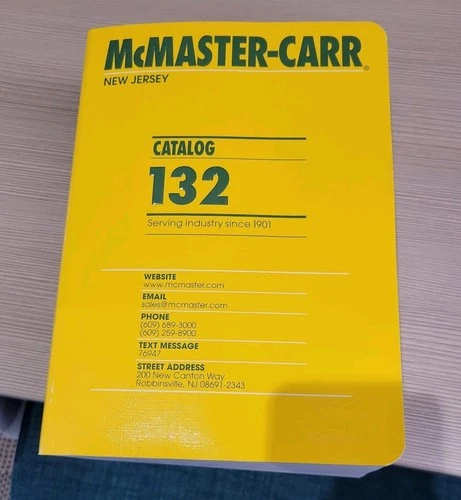 McMASTER-CARR®
NEW JERSEY
CATALOG
132
Serving industry since 1901
WEBSITE
www.mcmaster.com
EMAIL
sales@mcmaster.com
PHONE
(609) 689-3000
(609) 259-8900
TEXT MESSAGE
76947
STREET ADDRESS
200 New Canton Way
Robbinsville, NJ 08691-2343